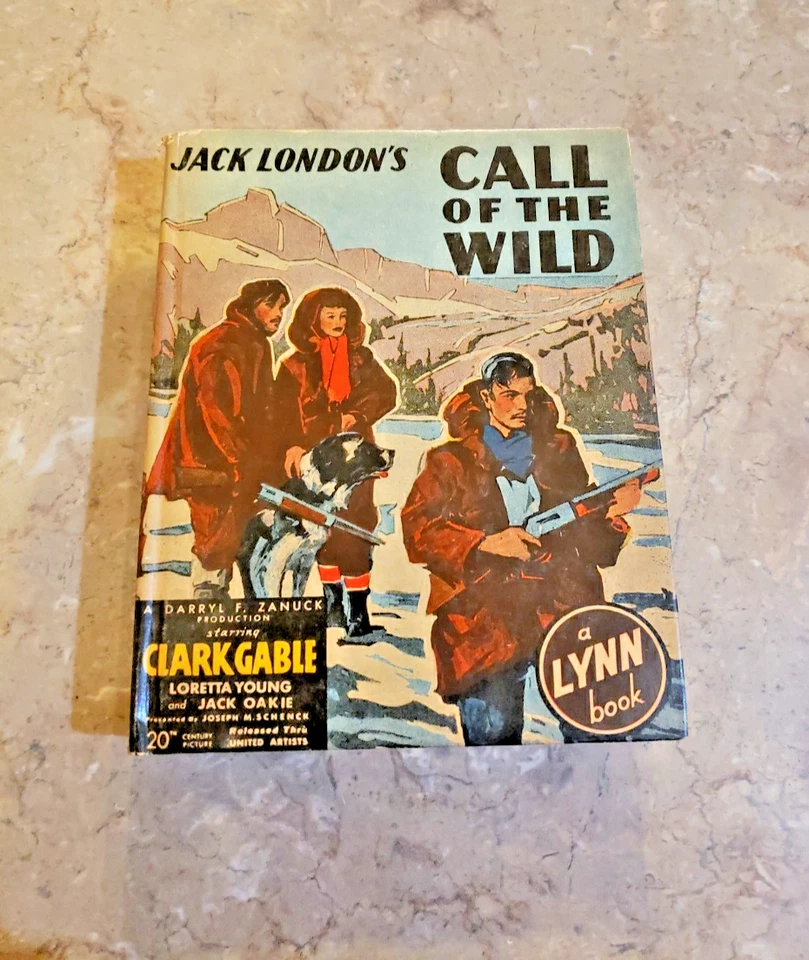 JACK LONDON'S
CALL
OF THE
WILD
A DARRYL F. ZANUCK
PRODUCTION
starring
CLARK GABLE
LORETTA YOUNG
and JACK OAKIE
Presented By JOSEPH M. SCHENCK
20TH CENTURY PICTURE
Released Thru
UNITED ARTISTS
a
LYNN
book